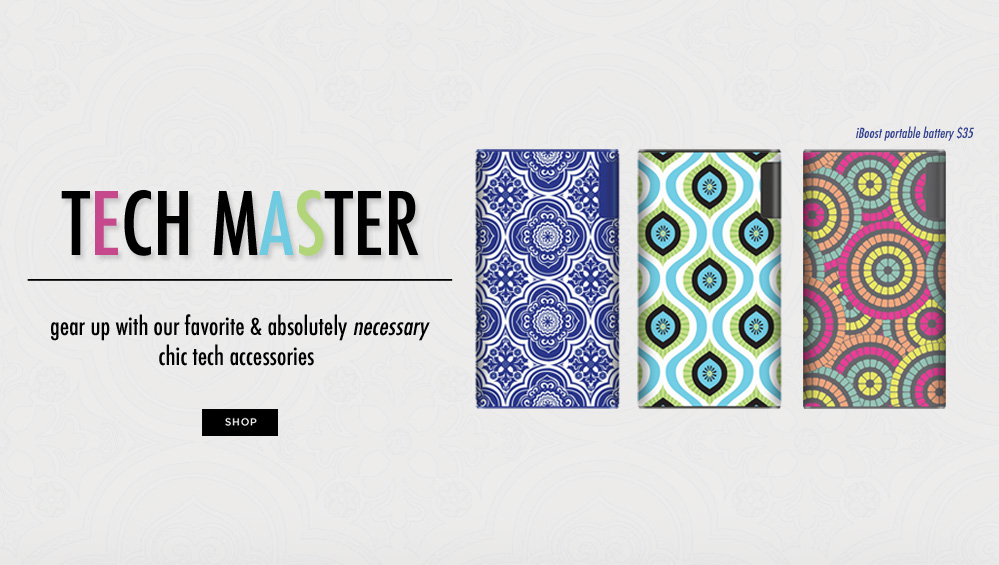 TECH MASTER
gear up with our favorite & absolutely necessary
chic tech accessories
SHOP
iBoost portable battery $35